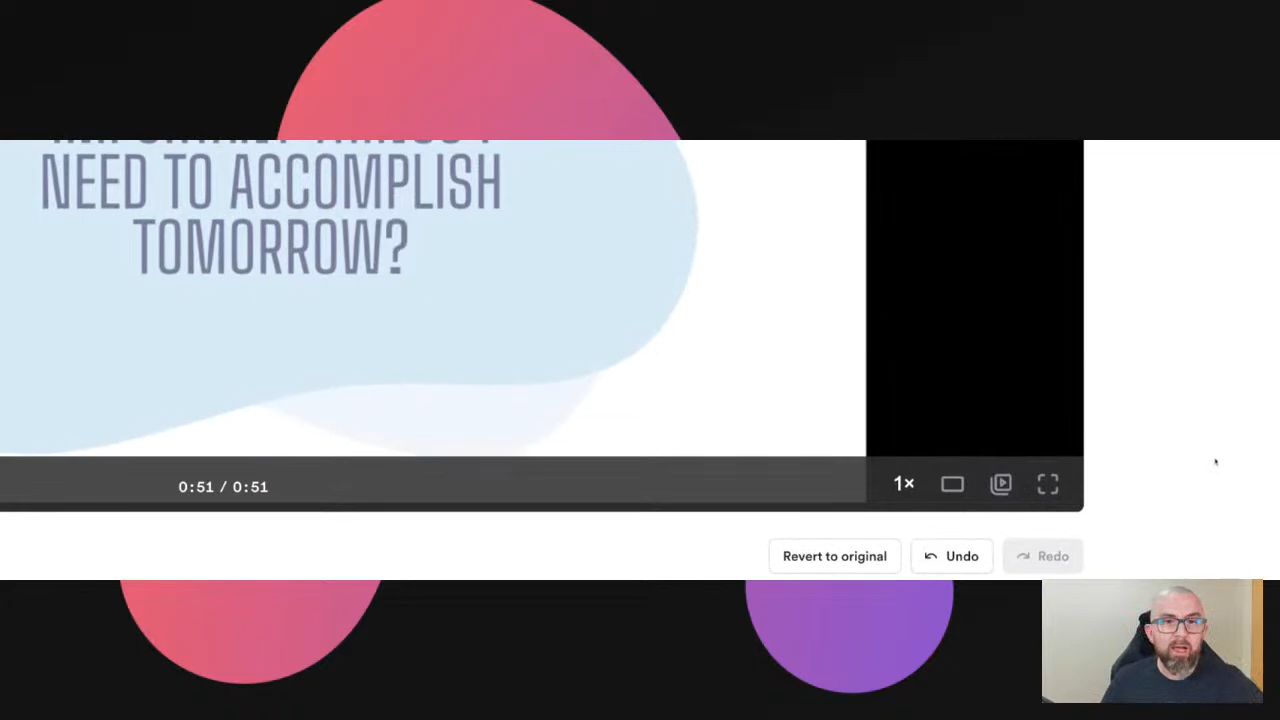 NEED TO ACCOMPLISH
TOMORROW?
0:51 / 0:51
1×
Revert to original
Undo
Redo